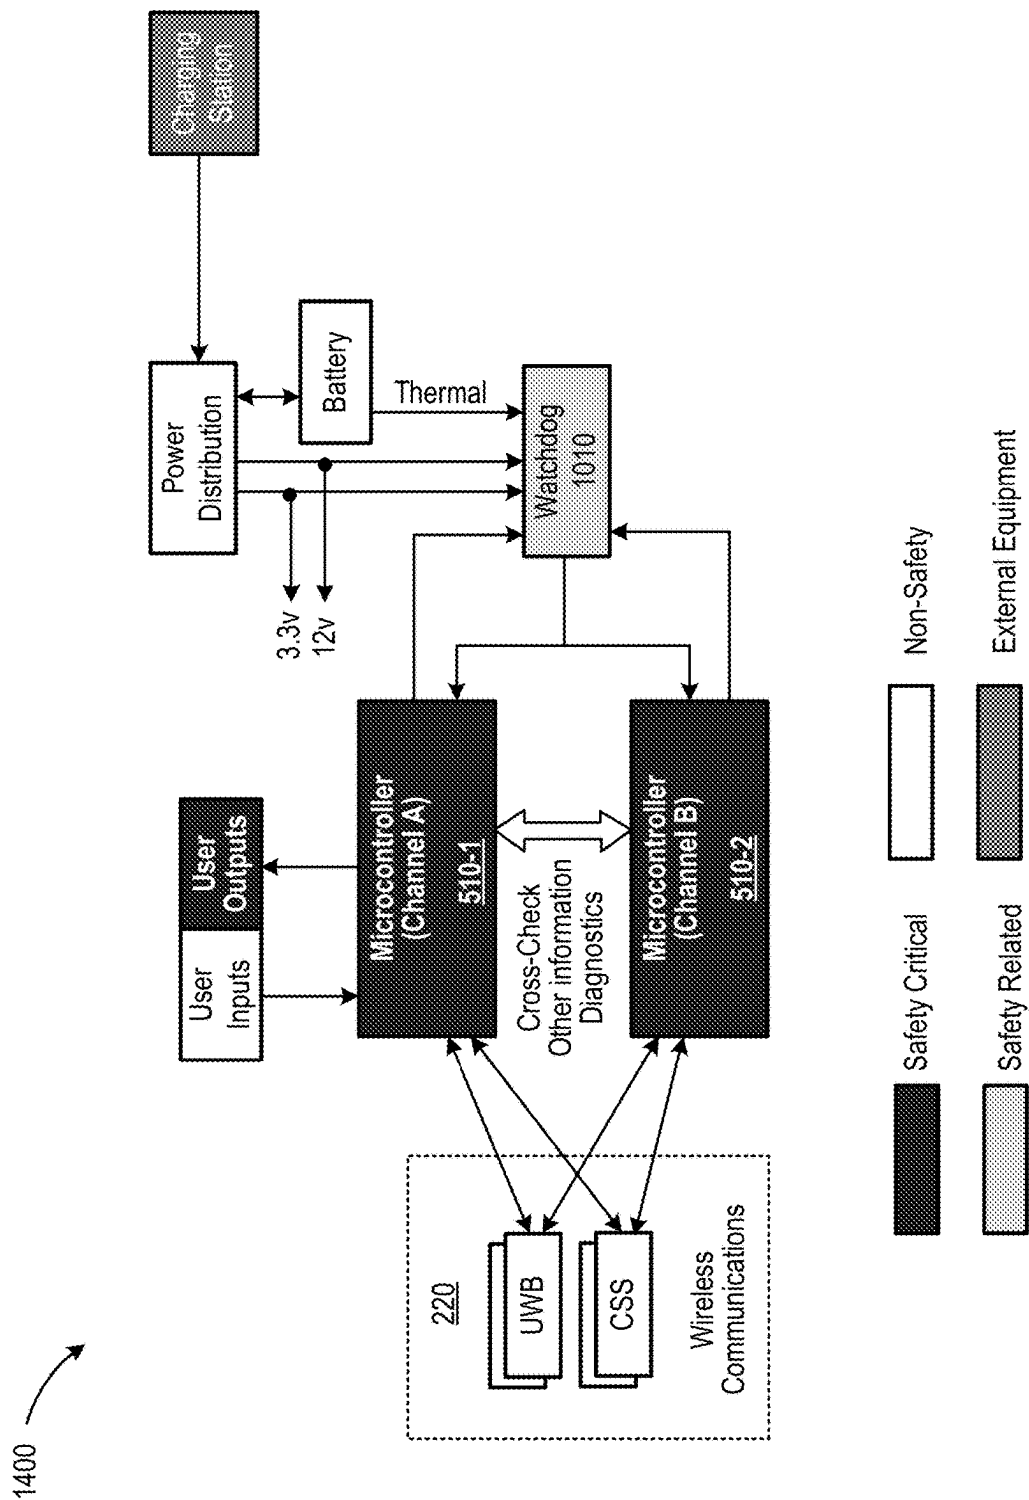 1400
220
UWB
CSS
Wireless
Communications
User
Inputs
User
Outputs
Microcontroller
(Channel A)
510-1
Cross-Check
Other information
Diagnostics
Microcontroller
(Channel B)
510-2
3.3v
12v
Power
Distribution
Battery
Thermal
Watchdog
1010
Charging
Station
Safety Critical
Non-Safety
Safety Related
External Equipment